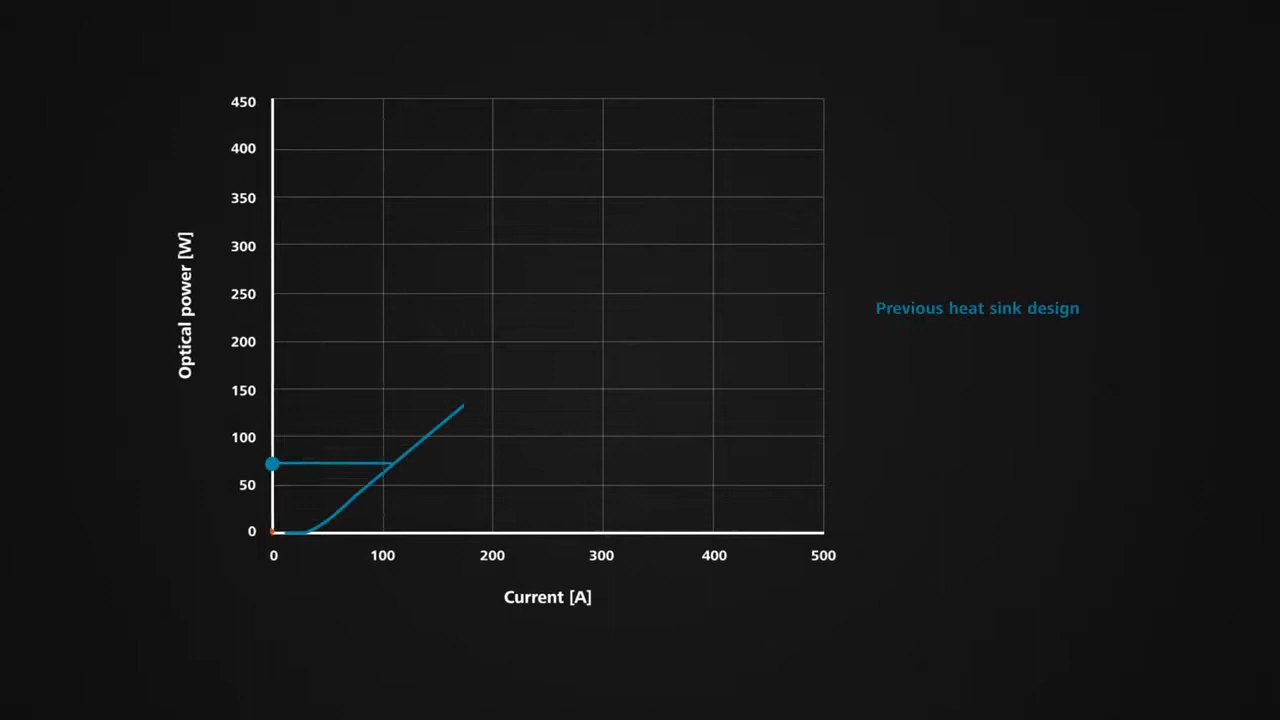 450
400
350
300
250
200
150
100
50
0
Optical power [W]
0 100 200 300 400 500
Current [A]
Previous heat sink design